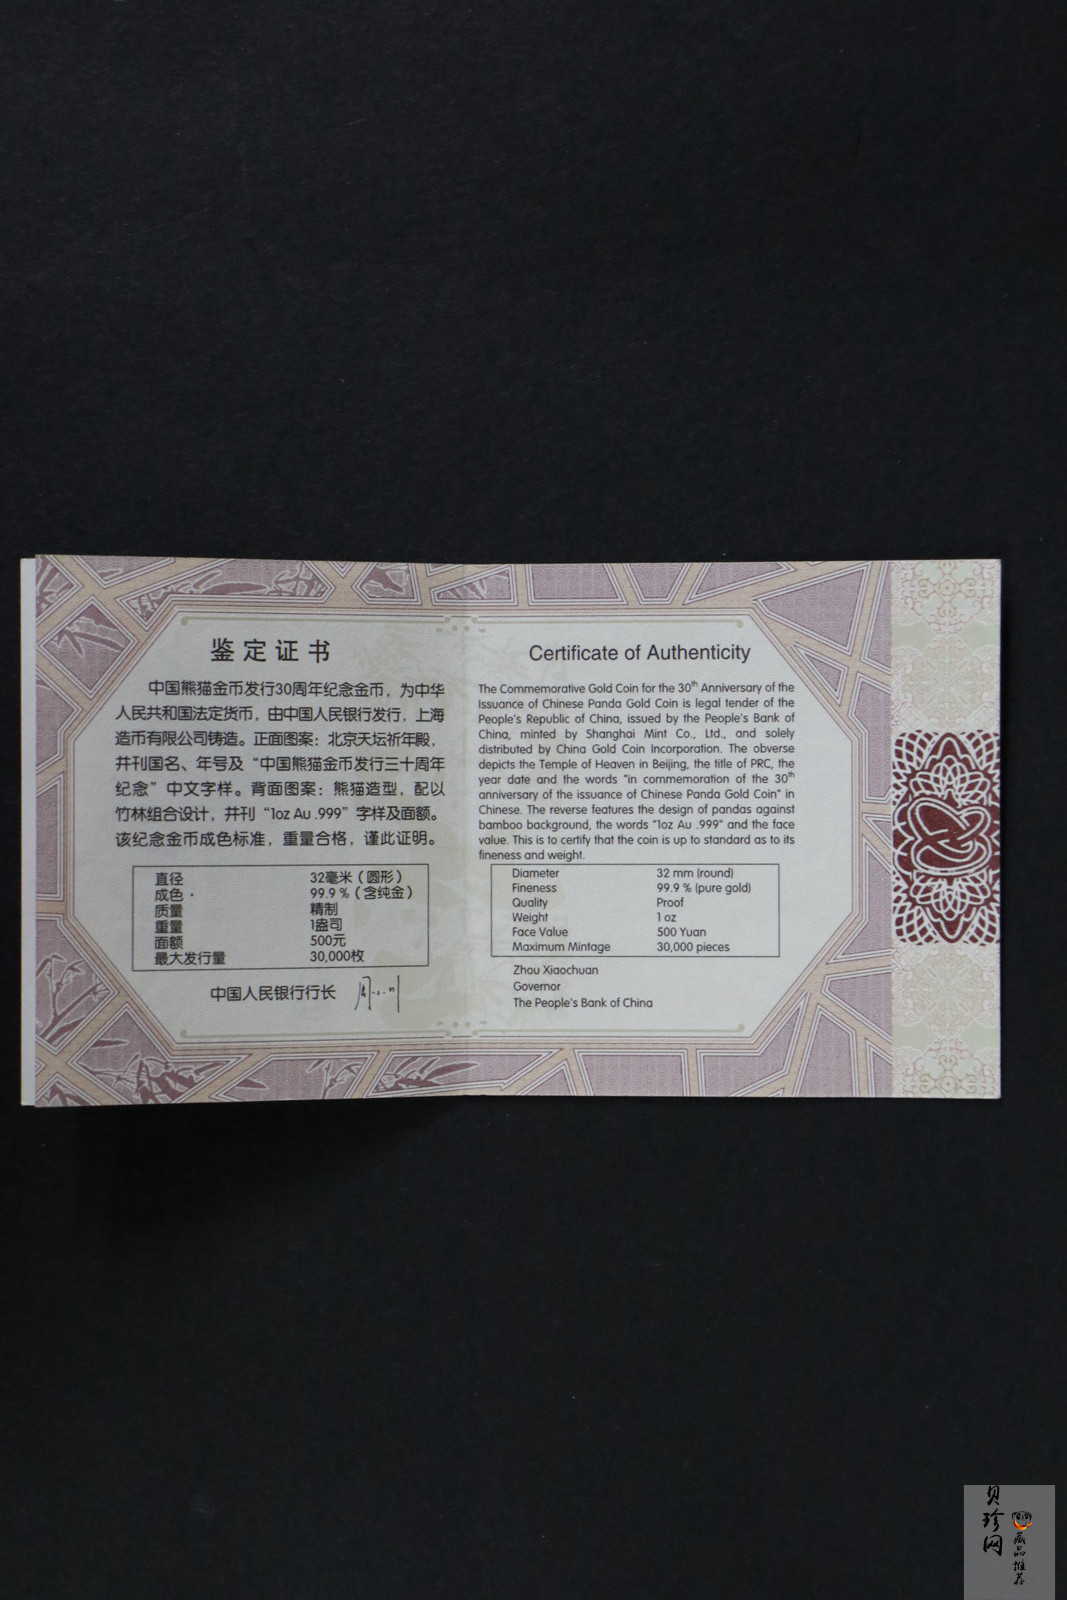 鉴定证书
中国熊猫金币发行30周年纪念金币，为中华
人民共和国法定货币，由中国人民银行发行，上海
造币有限公司铸造。正面图案：北京天坛祈年殿，
并刊国名、年号及“中国熊猫金币发行三十周年
纪念”中文字样。背面图案：熊猫造型，配以
竹林组合设计，并刊“1oz Au .999”字样及面额。
该纪念金币成色标准，重量合格，谨此证明。
直径 32毫米（圆形）
成色 99.9％（含纯金）
质量 精制
重量 1盎司
面额 500元
最大发行量 30,000枚
中国人民银行行长
Certificate of Authenticity
The Commemorative Gold Coin for the 30th Anniversary of the
Issuance of Chinese Panda Gold Coin is legal tender of the
People's Republic of China, issued by the People's Bank of
China, minted by Shanghai Mint Co., Ltd., and solely
distributed by China Gold Coin Incorporation. The obverse
depicts the Temple of Heaven in Beijing, the title of PRC, the
year date and the words "in commemoration of the 30th
anniversary of the issuance of Chinese Panda Gold Coin" in
Chinese. The reverse features the design of pandas against
bamboo background, the words "1oz Au .999" and the face
value. This is to certify that the coin is up to standard as to its
fineness and weight.
Diameter 32 mm (round)
Fineness 99.9 % (pure gold)
Quality Proof
Weight 1 oz
Face Value 500 Yuan
Maximum Mintage 30,000 pieces
Zhou Xiaochuan
Governor
The People's Bank of China
贝珍网
藏品推荐